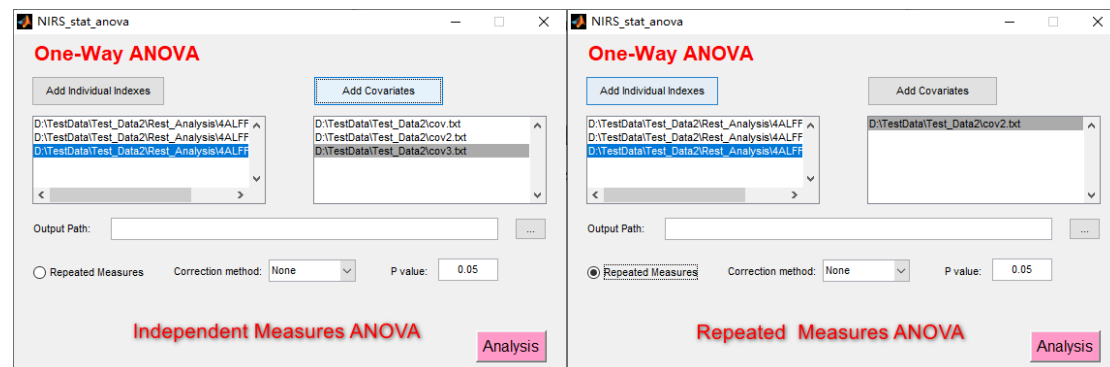 NIRS_stat_anova
One-Way ANOVA
Add Individual Indexes
Add Covariates
D:\TestData\Test_Data2\Rest_Analysis\4ALFF
D:\TestData\Test_Data2\Rest_Analysis\4ALFF
D:\TestData\Test_Data2\Rest_Analysis\4ALFF
D:\TestData\Test_Data2\cov.txt
D:\TestData\Test_Data2\cov2.txt
D:\TestData\Test_Data2\cov3.txt
Output Path:
...
Repeated Measures
Correction method:
None
P value:
0.05
Independent Measures ANOVA
Analysis
NIRS_stat_anova
One-Way ANOVA
Add Individual Indexes
Add Covariates
D:\TestData\Test_Data2\Rest_Analysis\4ALFF
D:\TestData\Test_Data2\Rest_Analysis\4ALFF
D:\TestData\Test_Data2\Rest_Analysis\4ALFF
D:\TestData\Test_Data2\cov2.txt
Output Path:
...
Repeated Measures
Correction method:
None
P value:
0.05
Repeated Measures ANOVA
Analysis